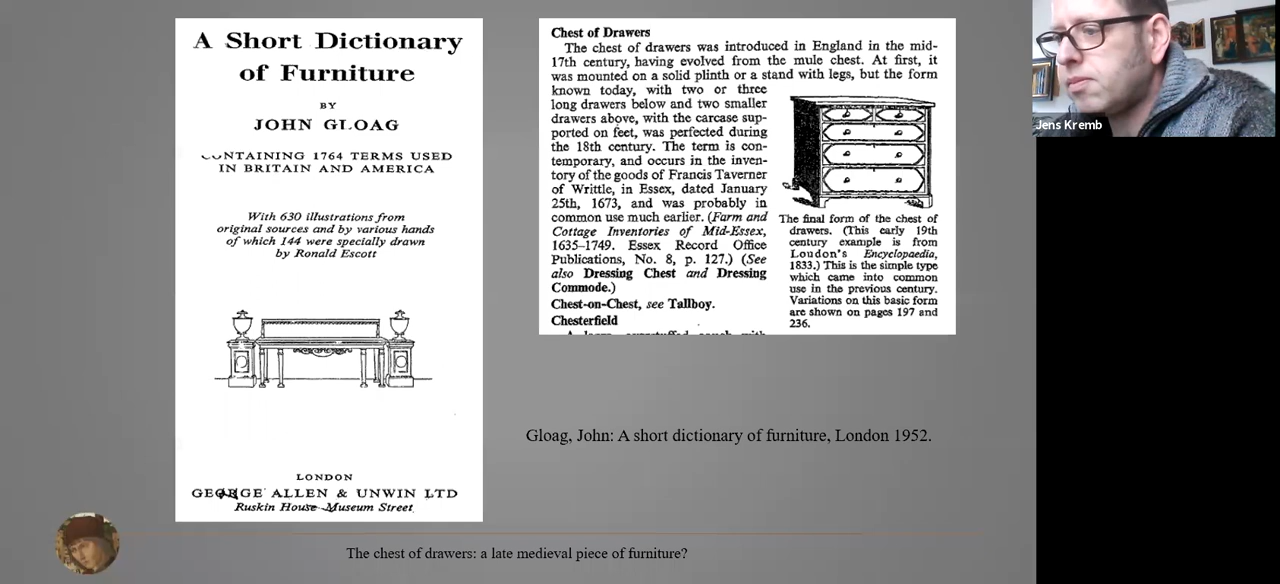 A Short Dictionary
of Furniture
BY
JOHN GLOAG
CONTAINING 1764 TERMS USED
IN BRITAIN AND AMERICA
With 630 illustrations from
original sources and by various hands
of which 144 were specially drawn
by Ronald Escott
LONDON
GEORGE ALLEN & UNWIN LTD
Ruskin House Museum Street
Chest of Drawers
The chest of drawers was introduced in England in the mid-
17th century, having evolved from the mule chest. At first, it
was mounted on a solid plinth or a stand with legs, but the form
known today, with two or three
long drawers below and two smaller
drawers above, with the carcase sup-
ported on feet, was perfected during
the 18th century. The term is con-
temporary, and occurs in the inven-
tory of the goods of Francis Taverner
of Writtle, in Essex, dated January
25th, 1673, and was probably in
common use much earlier. (Farm and
Cottage Inventories of Mid-Essex,
1635–1749. Essex Record Office
Publications, No. 8, p. 127.) (See
also Dressing Chest and Dressing
Commode.)
Chest-on-Chest, see Tallboy.
Chesterfield
The final form of the chest of
drawers. (This early 19th
century example is from
Loudon's Encyclopaedia,
1833.) This is the simple type
which came into common
use in the previous century.
Variations on this basic form
are shown on pages 197 and
236.
Gloag, John: A short dictionary of furniture, London 1952.
The chest of drawers: a late medieval piece of furniture?
Jens Kremb